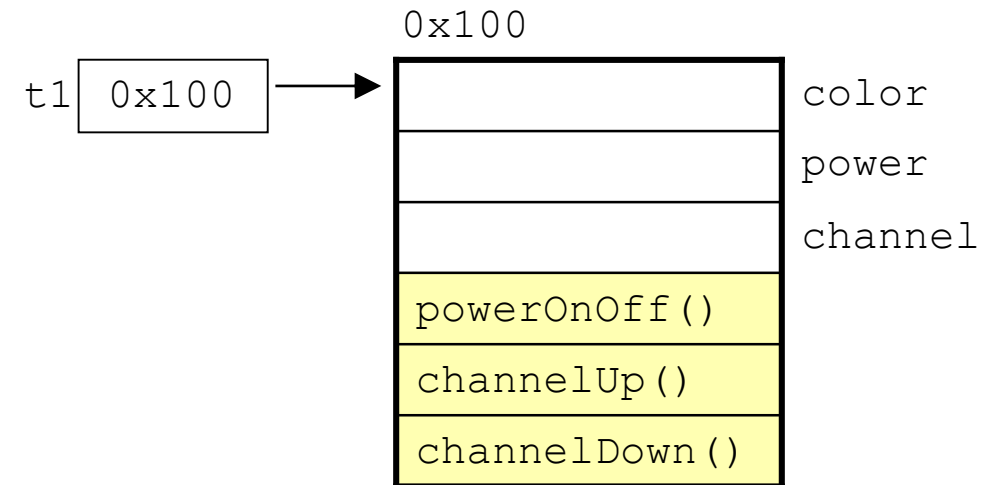 0x100
t1 0x100
color
power
channel
powerOnOff()
channelUp()
channelDown()